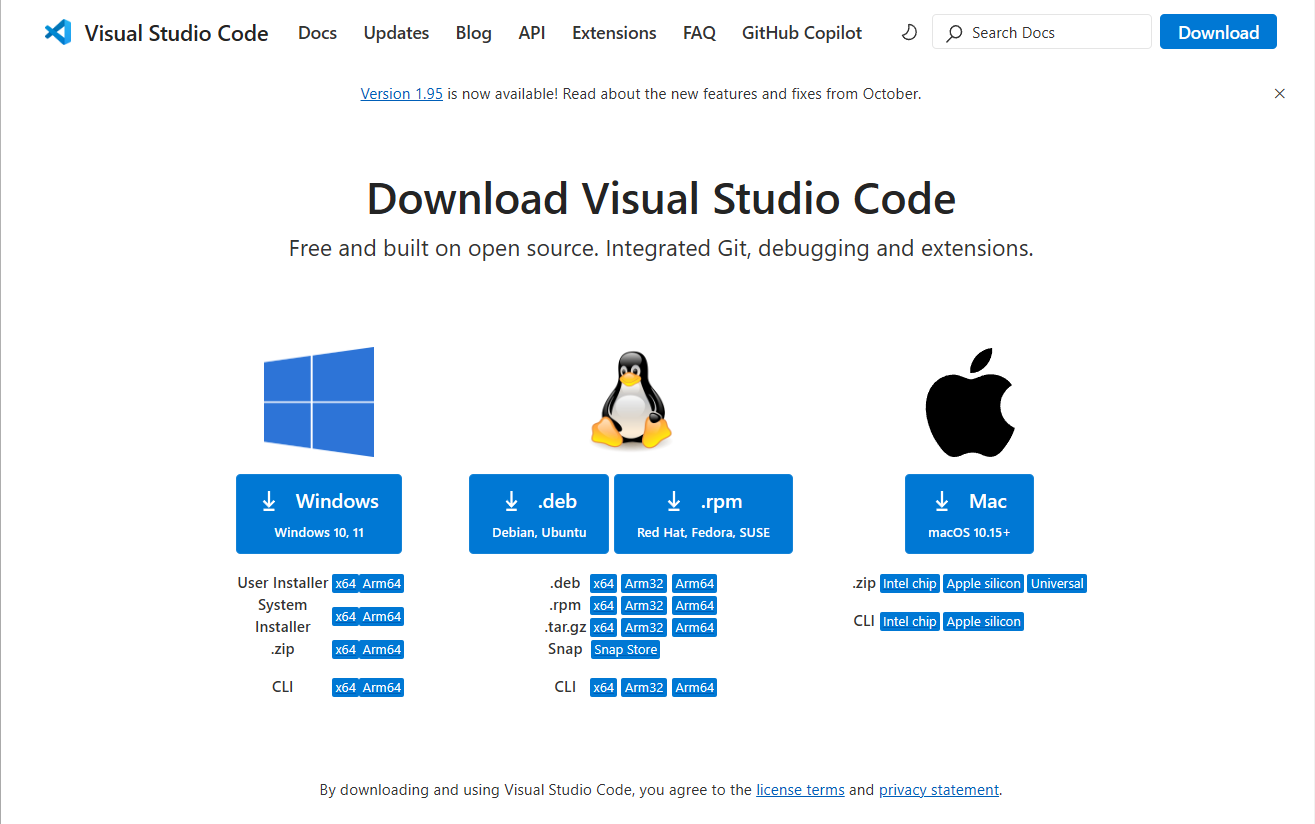 Visual Studio Code Docs Updates Blog API Extensions FAQ GitHub Copilot Search Docs Download
Version 1.95 is now available! Read about the new features and fixes from October.
Download Visual Studio Code
Free and built on open source. Integrated Git, debugging and extensions.
Windows
Windows 10, 11
User Installer x64 Arm64
System
Installer x64 Arm64
.zip x64 Arm64
CLI x64 Arm64
.deb
Debian, Ubuntu
.rpm
Red Hat, Fedora, SUSE
.deb x64 Arm32 Arm64
.rpm x64 Arm32 Arm64
.tar.gz x64 Arm32 Arm64
Snap Snap Store
CLI x64 Arm32 Arm64
Mac
macOS 10.15+
.zip Intel chip Apple silicon Universal
CLI Intel chip Apple silicon
By downloading and using Visual Studio Code, you agree to the license terms and privacy statement.